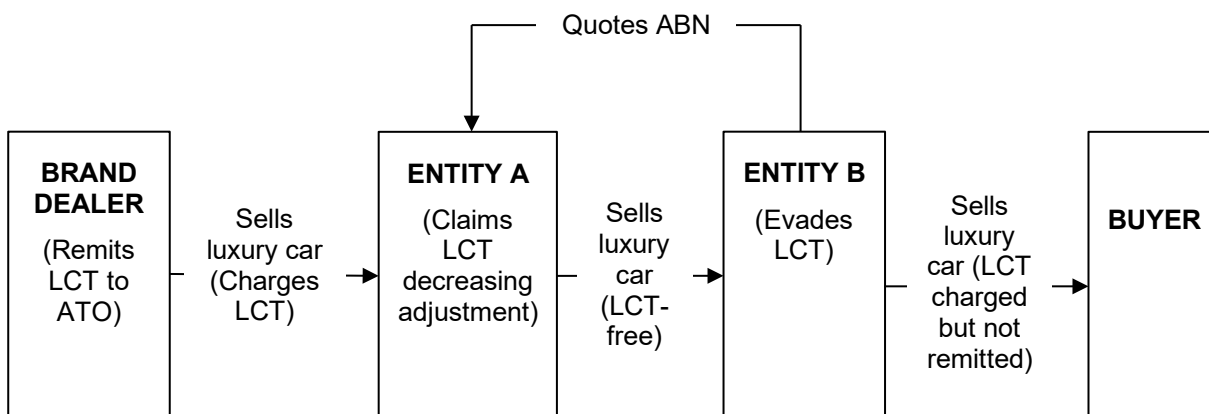 Quotes ABN
BRAND
DEALER
(Remits
LCT to
ATO)
Sells
luxury car
(Charges
LCT)
ENTITY A
(Claims
LCT
decreasing
adjustment)
Sells
luxury
car
(LCT-
free)
ENTITY B
(Evades
LCT)
Sells
luxury
car (LCT
charged
but not
remitted)
BUYER